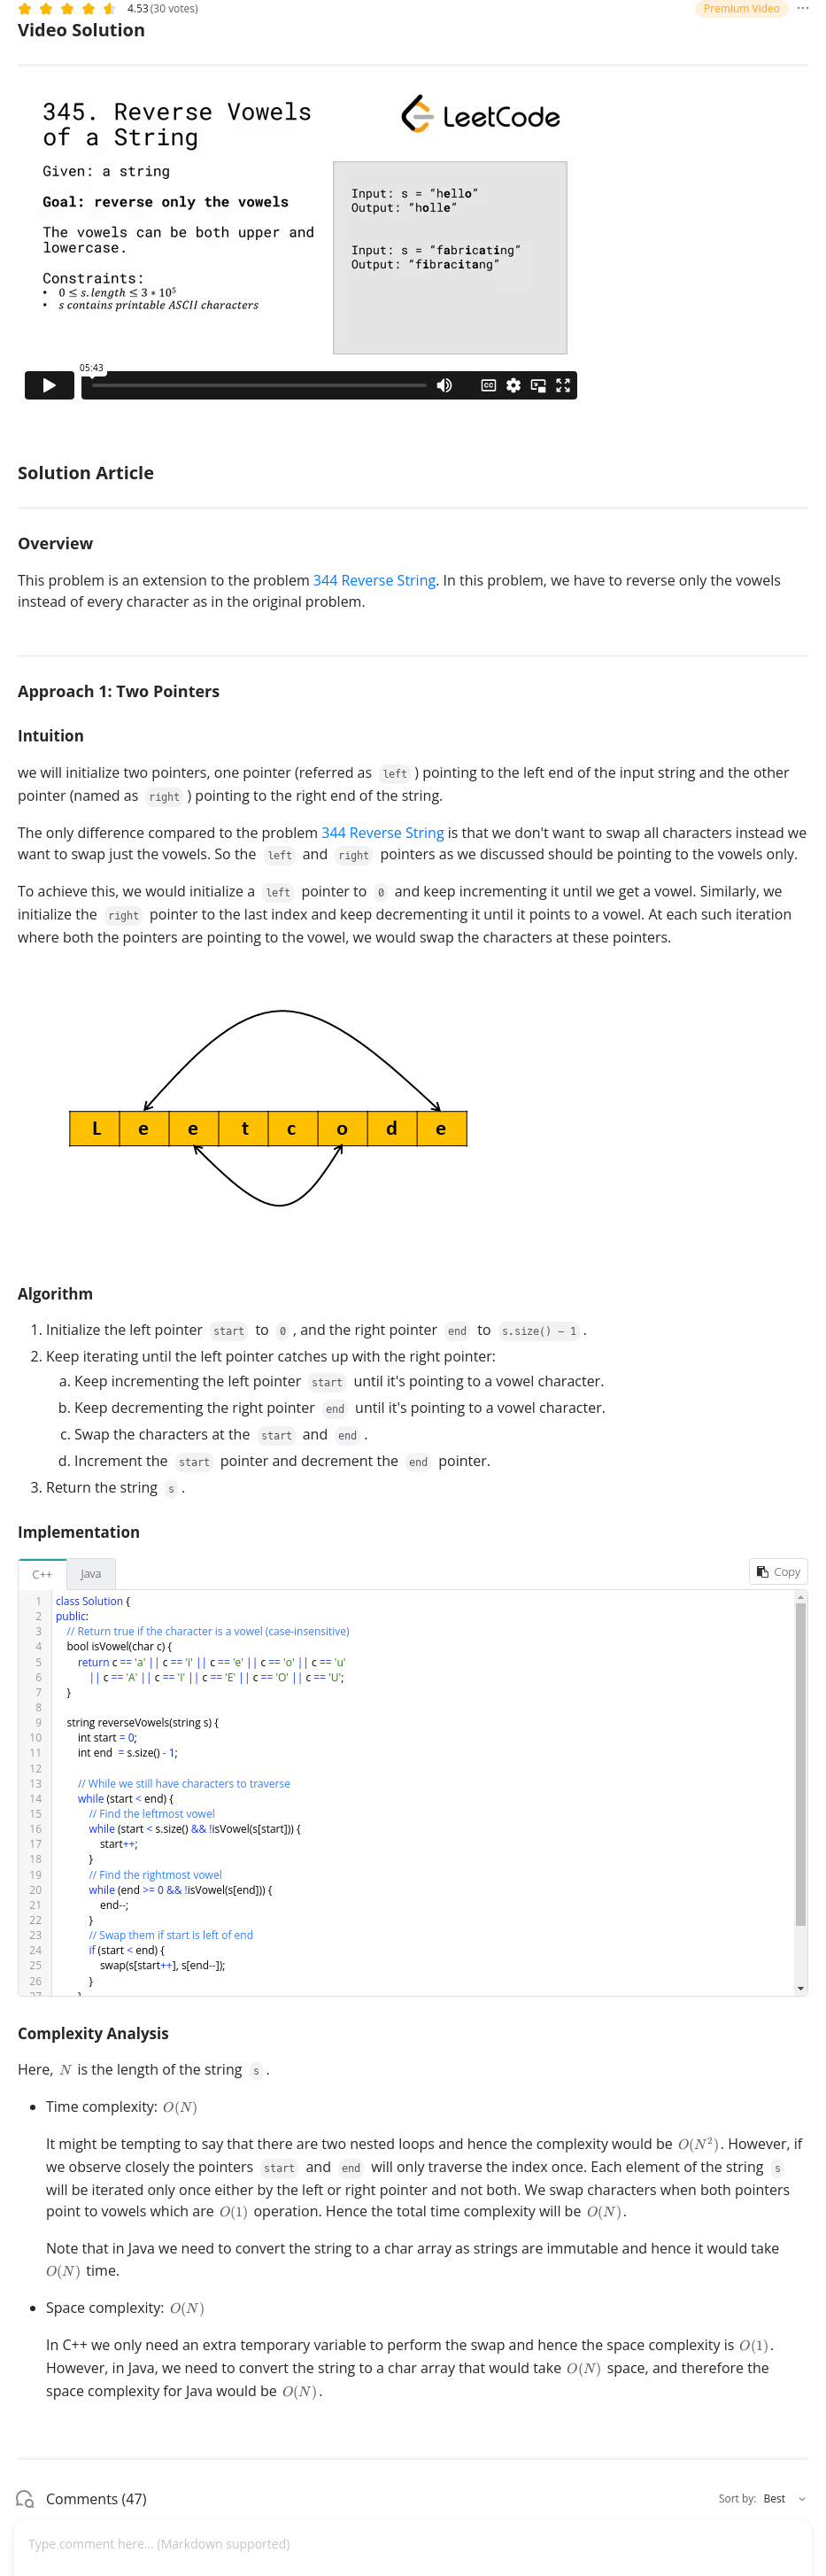 4.53 (30 votes)
Premium Video
Video Solution
345. Reverse Vowels
of a String
LeetCode
Given: a string
Goal: reverse only the vowels
The vowels can be both upper and
lowercase.
Constraints:
• 0 ≤ s.length ≤ 3 * 10⁵
• s contains printable ASCII characters
Input: s = “hello”
Output: “holle”
Input: s = “fabricating”
Output: “fibracitang”
05:43
CC
Solution Article
Overview
This problem is an extension to the problem 344 Reverse String. In this problem, we have to reverse only the vowels
instead of every character as in the original problem.
Approach 1: Two Pointers
Intuition
we will initialize two pointers, one pointer (referred as left ) pointing to the left end of the input string and the other
pointer (named as right ) pointing to the right end of the string.
The only difference compared to the problem 344 Reverse String is that we don't want to swap all characters instead we
want to swap just the vowels. So the left and right pointers as we discussed should be pointing to the vowels only.
To achieve this, we would initialize a left pointer to 0 and keep incrementing it until we get a vowel. Similarly, we
initialize the right pointer to the last index and keep decrementing it until it points to a vowel. At each such iteration
where both the pointers are pointing to the vowel, we would swap the characters at these pointers.
L e e t c o d e
Algorithm
1. Initialize the left pointer start to 0 , and the right pointer end to s.size() - 1 .
2. Keep iterating until the left pointer catches up with the right pointer:
a. Keep incrementing the left pointer start until it's pointing to a vowel character.
b. Keep decrementing the right pointer end until it's pointing to a vowel character.
c. Swap the characters at the start and end .
d. Increment the start pointer and decrement the end pointer.
3. Return the string s .
Implementation
C++ Java Copy
1 class Solution {
2 public:
3 // Return true if the character is a vowel (case-insensitive)
4 bool isVowel(char c) {
5 return c == 'a' || c == 'i' || c == 'e' || c == 'o' || c == 'u'
6 || c == 'A' || c == 'I' || c == 'E' || c == 'O' || c == 'U';
7 }
8
9 string reverseVowels(string s) {
10 int start = 0;
11 int end = s.size() - 1;
12
13 // While we still have characters to traverse
14 while (start < end) {
15 // Find the leftmost vowel
16 while (start < s.size() && !isVowel(s[start])) {
17 start++;
18 }
19 // Find the rightmost vowel
20 while (end >= 0 && !isVowel(s[end])) {
21 end--;
22 }
23 // Swap them if start is left of end
24 if (start < end) {
25 swap(s[start++], s[end--]);
26 }
27 }
Complexity Analysis
Here, N is the length of the string s .
• Time complexity: O(N)
It might be tempting to say that there are two nested loops and hence the complexity would be O(N²). However, if
we observe closely the pointers start and end will only traverse the index once. Each element of the string s
will be iterated only once either by the left or right pointer and not both. We swap characters when both pointers
point to vowels which are O(1) operation. Hence the total time complexity will be O(N).
Note that in Java we need to convert the string to a char array as strings are immutable and hence it would take
O(N) time.
• Space complexity: O(N)
In C++ we only need an extra temporary variable to perform the swap and hence the space complexity is O(1).
However, in Java, we need to convert the string to a char array that would take O(N) space, and therefore the
space complexity for Java would be O(N).
Comments (47)
Sort by: Best
Type comment here... (Markdown supported)